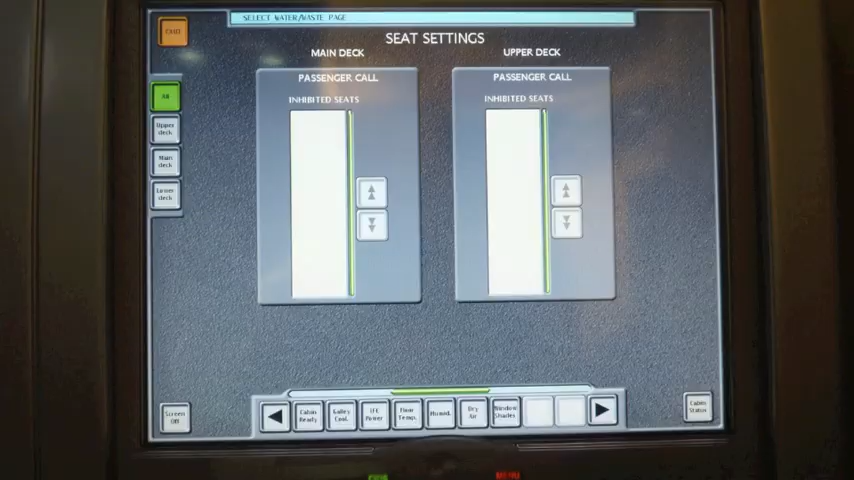 SELECT WATER/WASTE PAGE
SEAT SETTINGS
MAIN DECK
UPPER DECK
PASSENGER CALL
INHIBITED SEATS
PASSENGER CALL
INHIBITED SEATS
All
Upper
deck
Main
deck
Lower
deck
Screen
Off
Cabin
Ready
Galley
Cool.
IFE
Power
Floor
Temp.
Humid.
Dry
Air
Window
Shades
Cabin
Status